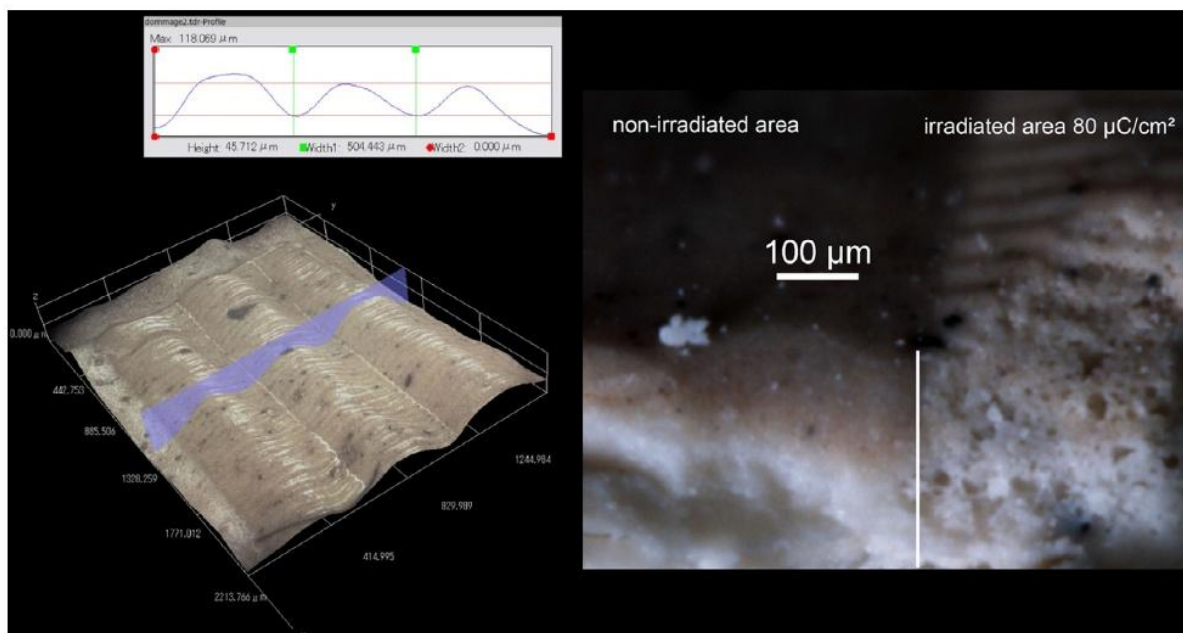 dommage2.tdr-Profile
Max: 118.069 μm
Height: 45.712 μm Width1: 504.443 μm Width2: 0.000 μm
non-irradiated area
irradiated area 80 µC/cm²
100 µm
y
z
0.000 μm
442.753
885.506
1328.259
1771.012
2213.766 μm
414.995
829.989
1244.984